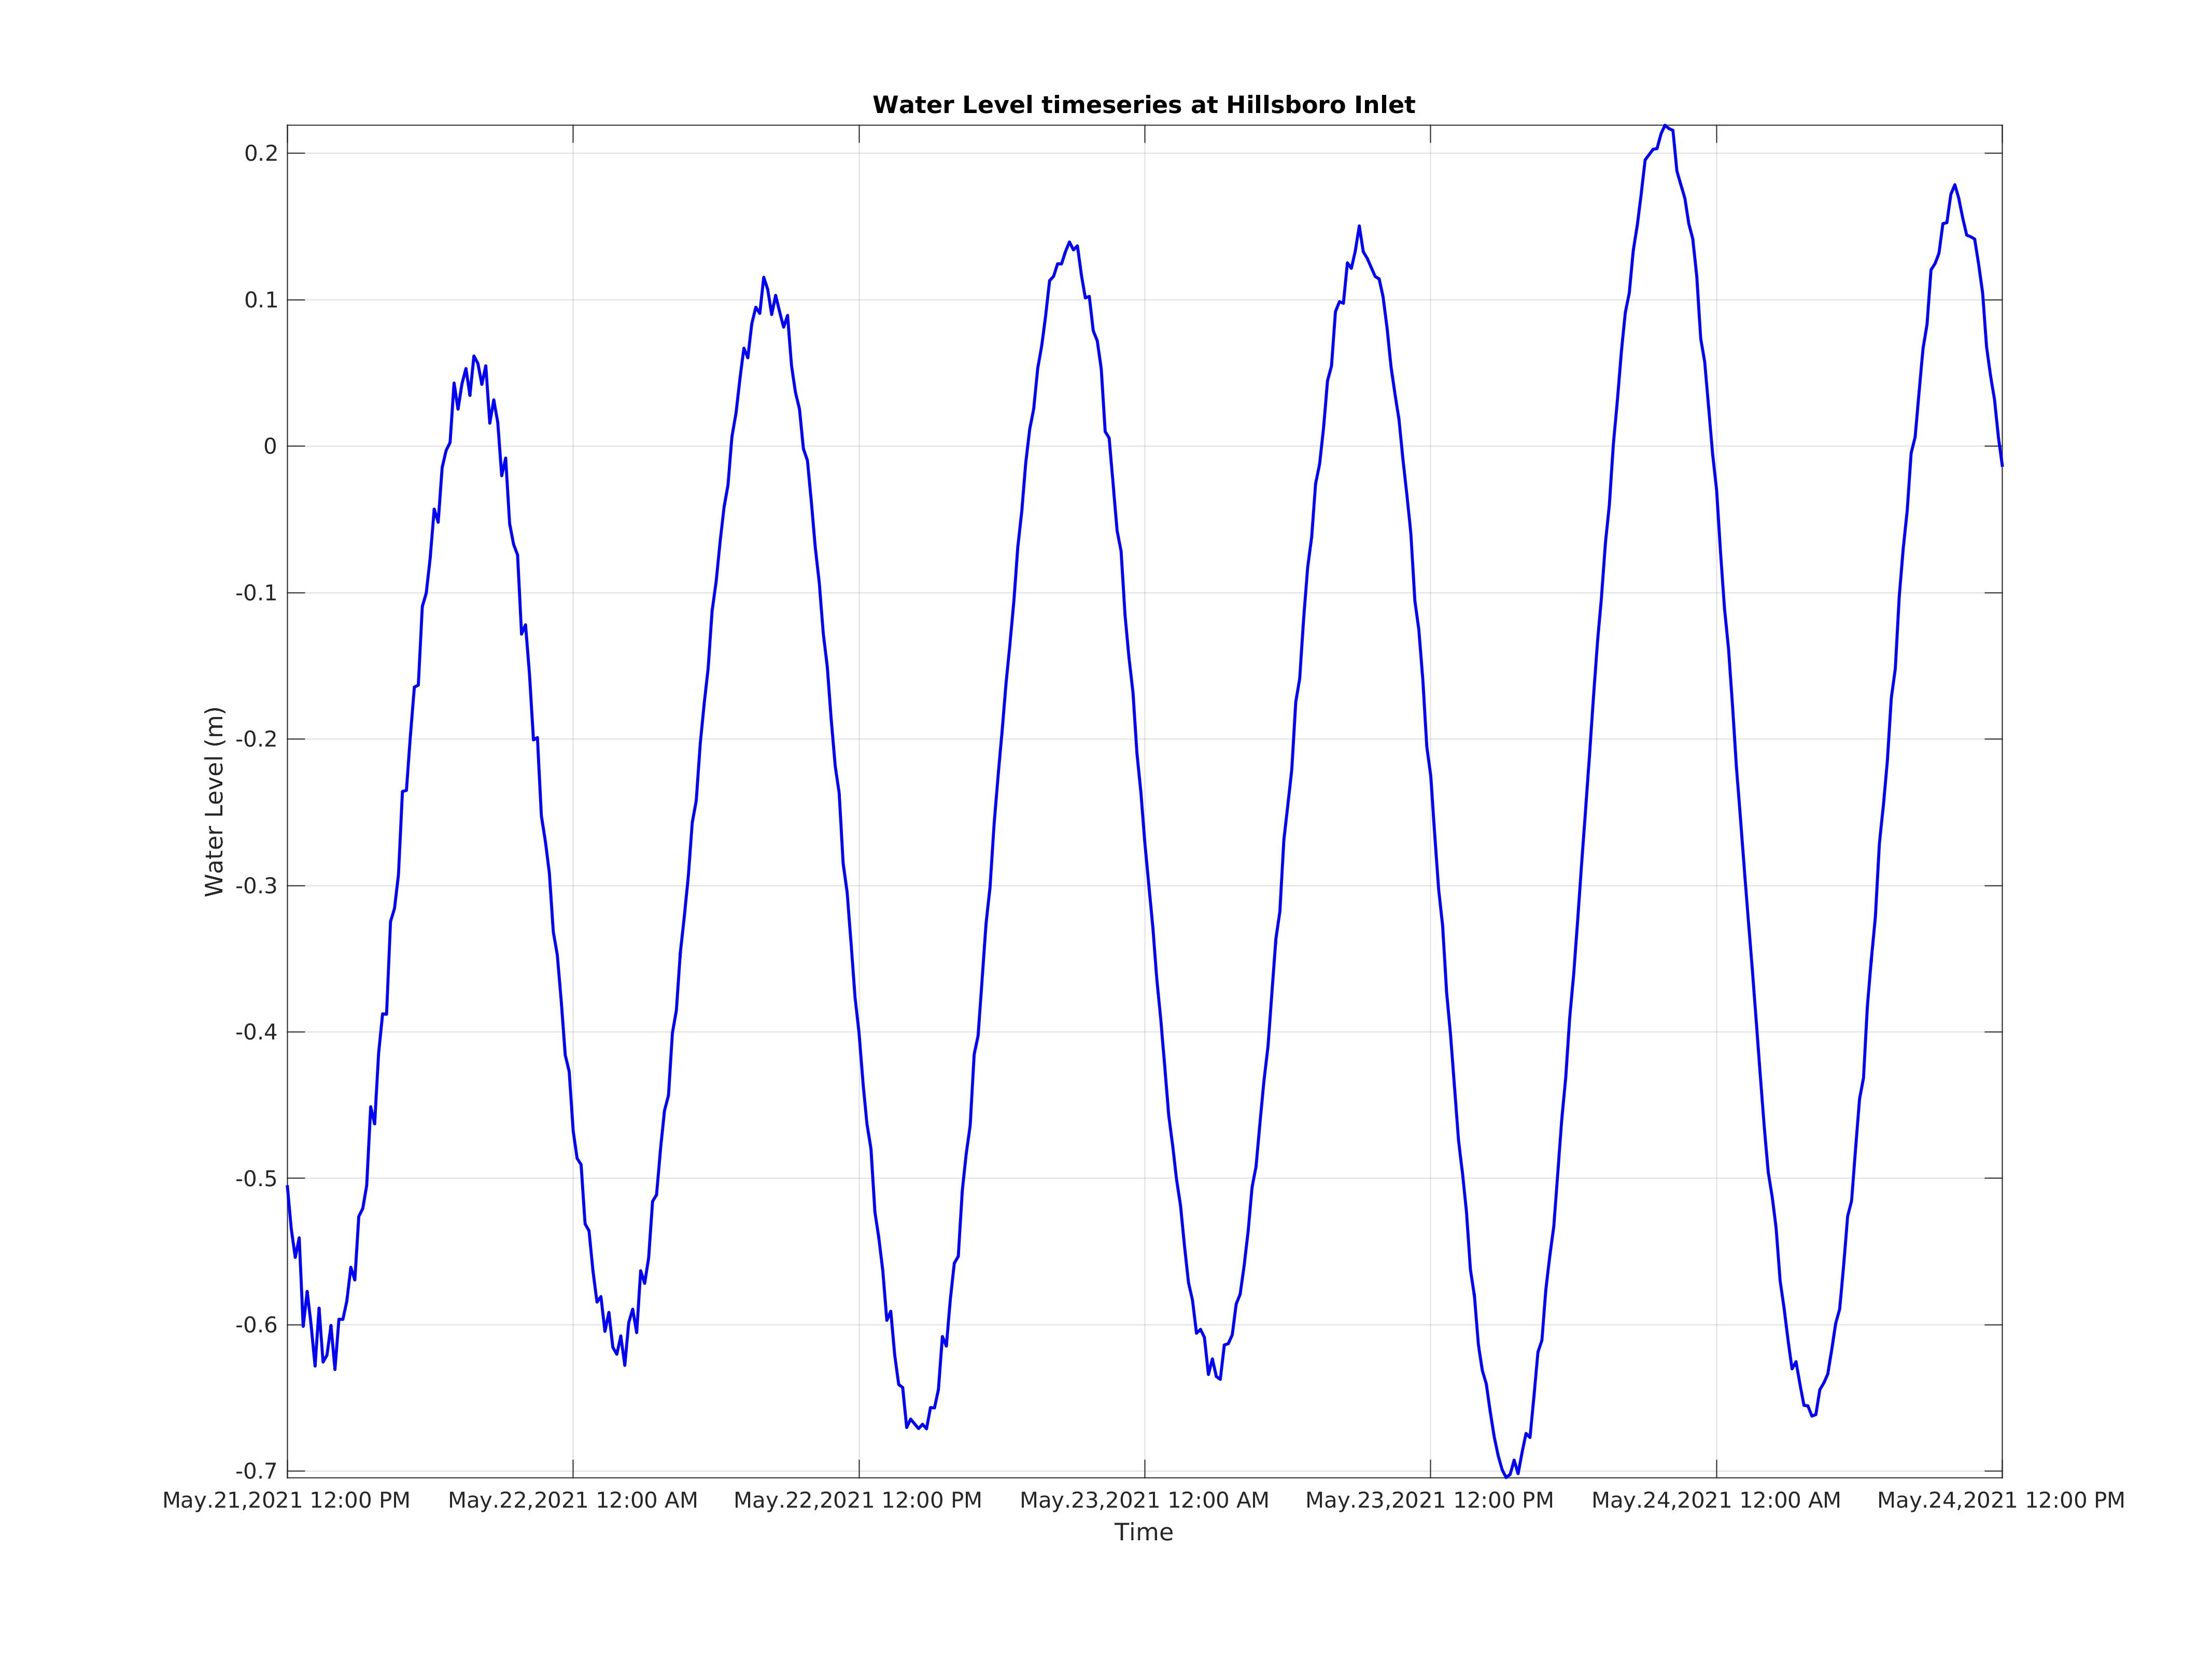 Water Level timeseries at Hillsboro Inlet
0.2
0.1
0
-0.1
-0.2
-0.3
-0.4
-0.5
-0.6
-0.7
Water Level (m)
May.21,2021 12:00 PM May.22,2021 12:00 AM May.22,2021 12:00 PM May.23,2021 12:00 AM May.23,2021 12:00 PM May.24,2021 12:00 AM May.24,2021 12:00 PM
Time